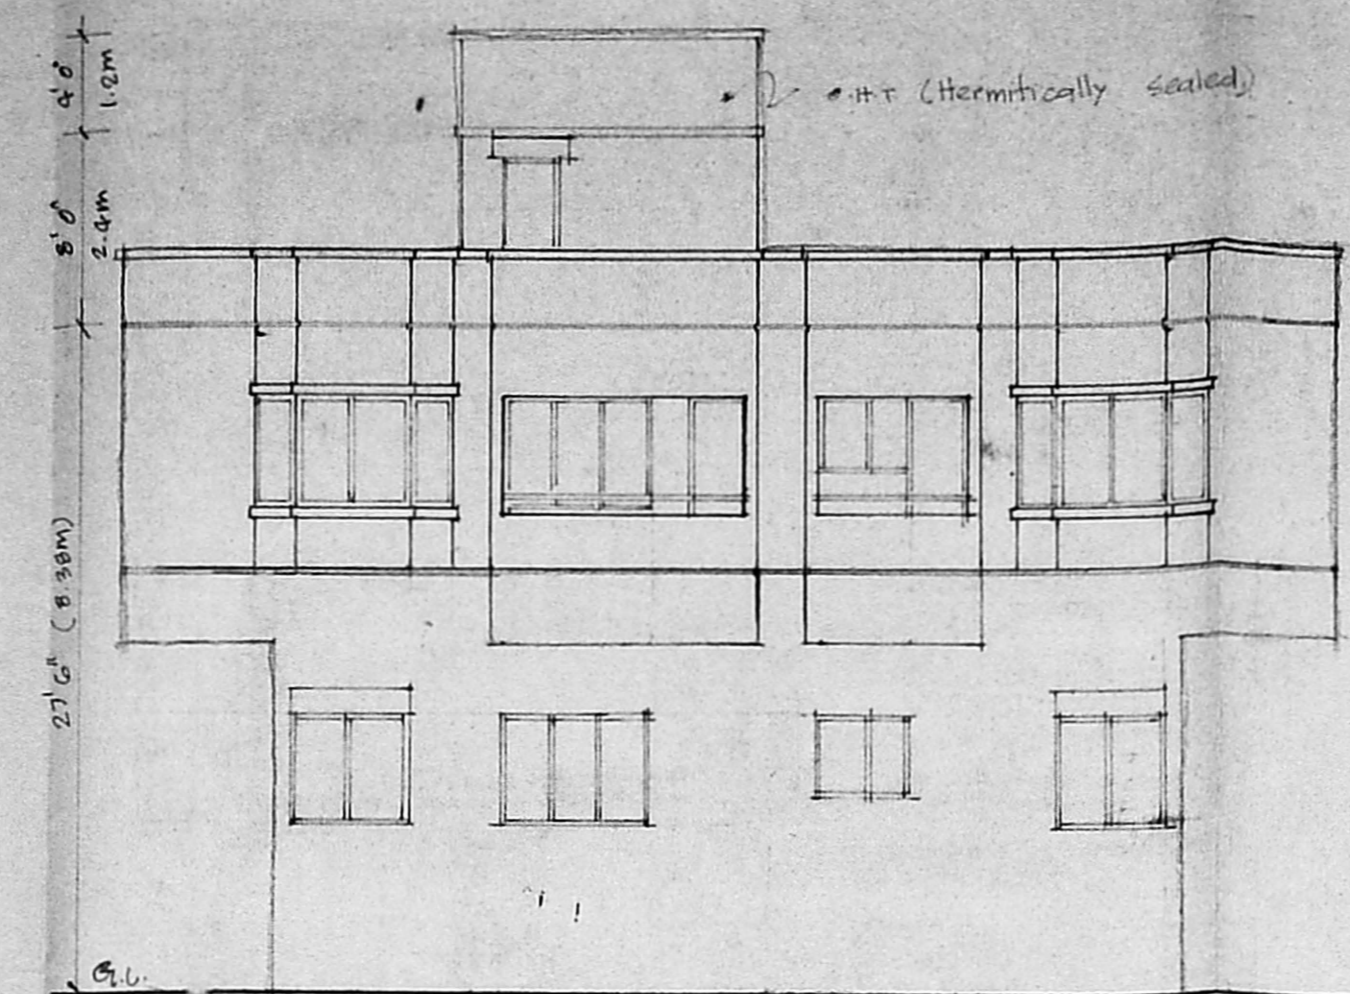 4'0"
1.2m
O.H.T (Hermitically sealed)
8'0"
2.4m
27'6" (8.38m)
G.L.